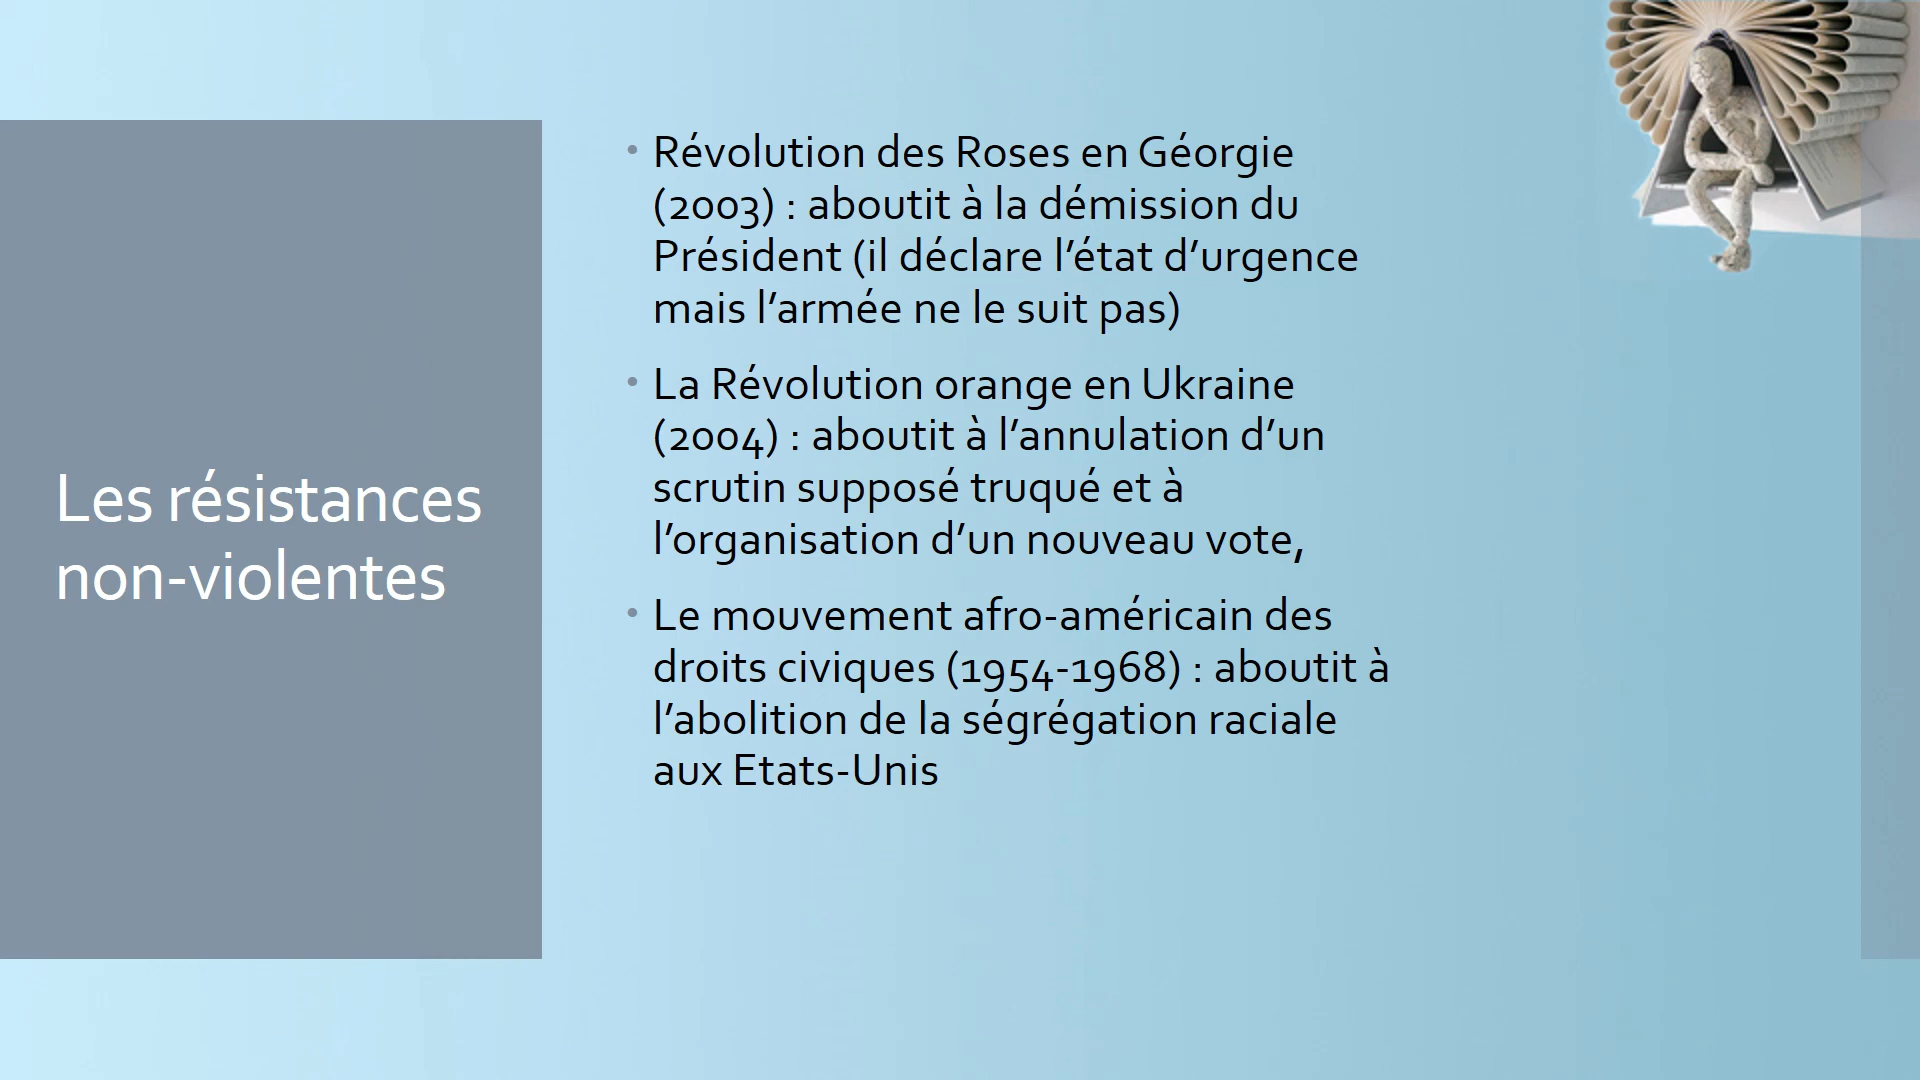 Les résistances
non-violentes
• Révolution des Roses en Géorgie
(2003) : aboutit à la démission du
Président (il déclare l’état d’urgence
mais l’armée ne le suit pas)
• La Révolution orange en Ukraine
(2004) : aboutit à l’annulation d’un
scrutin supposé truqué et à
l’organisation d’un nouveau vote,
• Le mouvement afro-américain des
droits civiques (1954-1968) : aboutit à
l’abolition de la ségrégation raciale
aux Etats-Unis